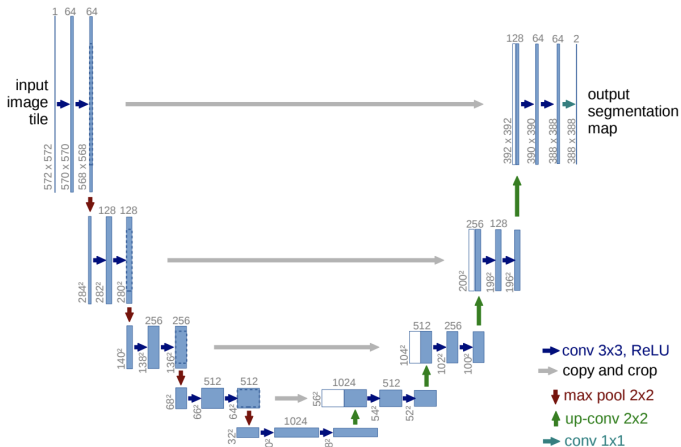 1 64 64
128 64 64 2
input
image
tile
output
segmentation
map
572 x 572
570 x 570
568 x 568
392 x 392
390 x 390
388 x 388
388 x 388
128 128
256 128
284²
282²
280²
200²
198²
196²
256 256
512 256
140²
138²
136²
104²
102²
100²
512 512
1024 512
68²
66²
64²
56²
54²
52²
1024
32²
conv 3x3, ReLU
copy and crop
max pool 2x2
up-conv 2x2
conv 1x1